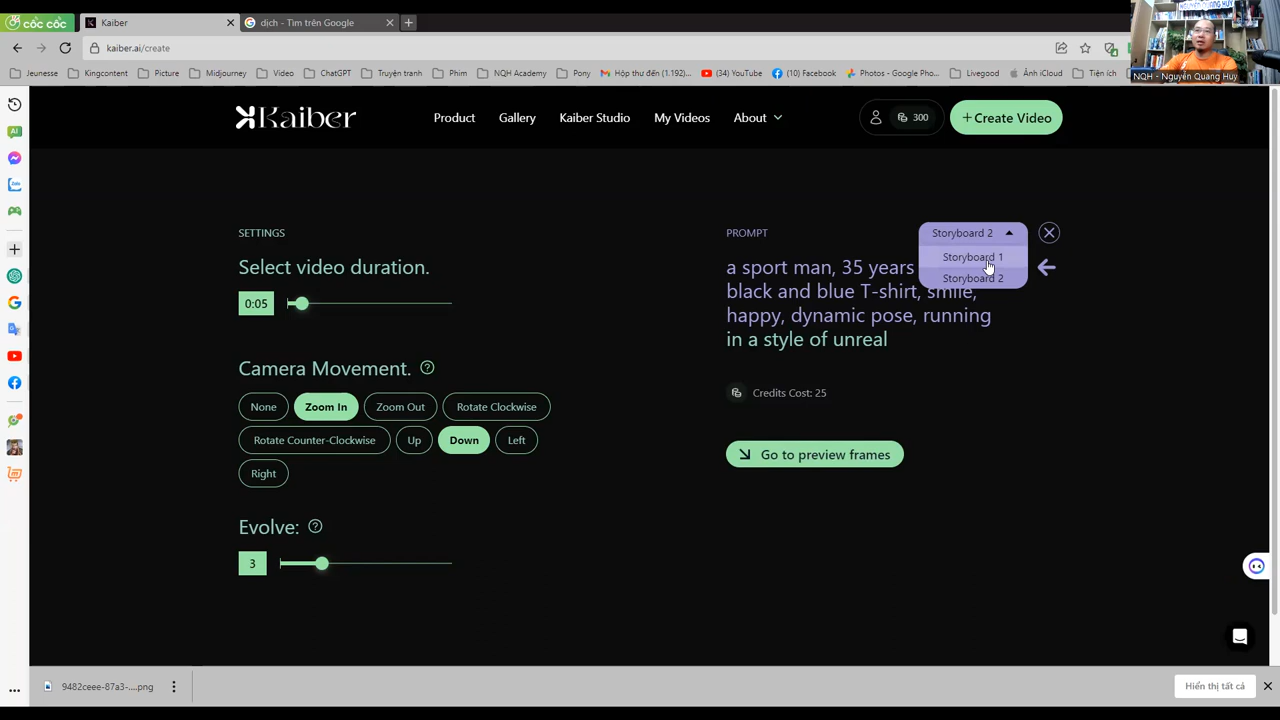 cốc cốc
Kaiber
dịch - Tìm trên Google
kaiber.ai/create
Jeunesse
Kingcontent
Picture
Midjourney
Video
ChatGPT
Truyện tranh
Phim
NQH Academy
Pony
Hộp thư đến (1.192)...
(34) YouTube
(10) Facebook
Photos - Google Pho...
Livegood
Ảnh iCloud
Tiện ích
NGUYỄN QUANG HUY
NQH - Nguyễn Quang Huy
Kaiber
Product
Gallery
Kaiber Studio
My Videos
About
300
+ Create Video
SETTINGS
Select video duration.
0:05
Camera Movement.
None
Zoom In
Zoom Out
Rotate Clockwise
Rotate Counter-Clockwise
Up
Down
Left
Right
Evolve:
3
PROMPT
Storyboard 2
Storyboard 1
Storyboard 2
a sport man, 35 years
black and blue T-shirt, smile,
happy, dynamic pose, running
in a style of unreal
Credits Cost: 25
Go to preview frames
AI
Zalo
9482ceee-87a3-....png
Hiển thị tất cả